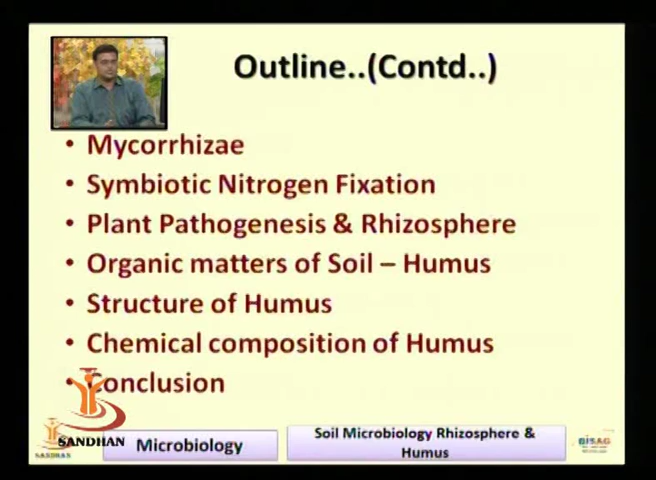 Outline..(Contd..)
• Mycorrhizae
• Symbiotic Nitrogen Fixation
• Plant Pathogenesis & Rhizosphere
• Organic matters of Soil – Humus
• Structure of Humus
• Chemical composition of Humus
• Conclusion
SANDHAN
SANDHAN
Microbiology
Soil Microbiology Rhizosphere &
Humus
BISAG